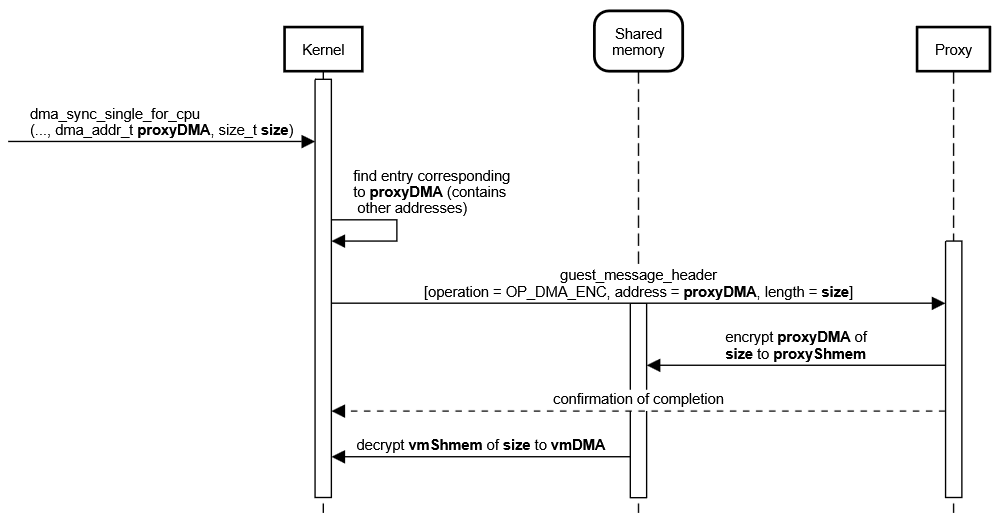 Kernel
Shared
memory
Proxy
dma_sync_single_for_cpu
(..., dma_addr_t proxyDMA, size_t size)
find entry corresponding
to proxyDMA (contains
other addresses)
guest_message_header
[operation = OP_DMA_ENC, address = proxyDMA, length = size]
encrypt proxyDMA of
size to proxyShmem
confirmation of completion
decrypt vmShmem of size to vmDMA